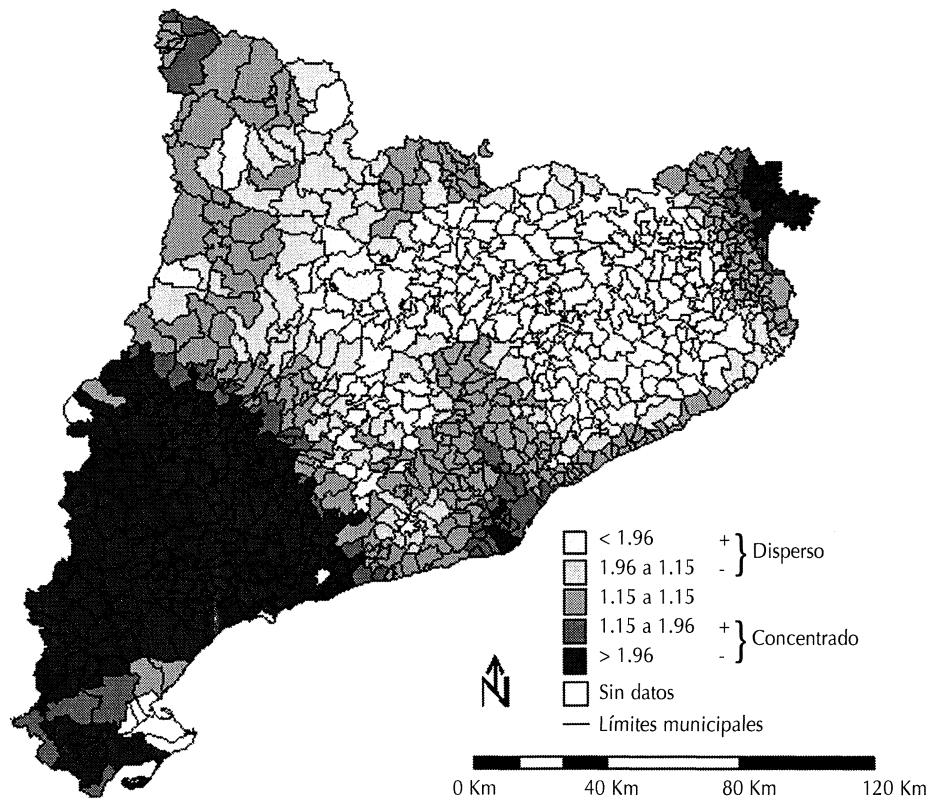 < 1.96 + } Disperso
1.96 a 1.15 -
1.15 a 1.15
1.15 a 1.96 + } Concentrado
> 1.96 -
Sin datos
Límites municipales
N
0 Km 40 Km 80 Km 120 Km